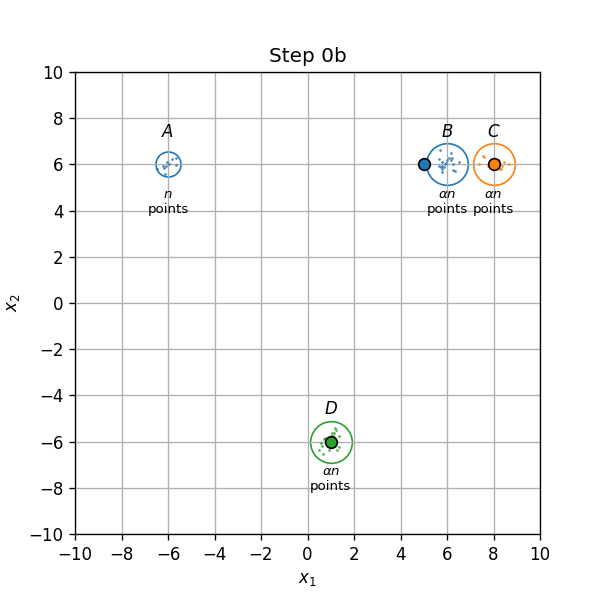 Step 0b
10
8
6
4
2
0
−2
−4
−6
−8
−10
x₂
A
n
points
B
αn
points
C
αn
points
D
αn
points
−10 −8 −6 −4 −2 0 2 4 6 8 10
x₁